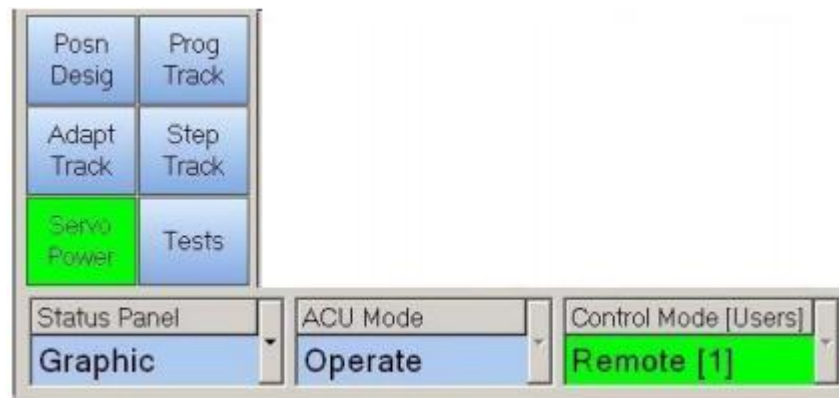 Posn
Desig
Prog
Track
Adapt
Track
Step
Track
Servo
Power
Tests
Status Panel
Graphic
ACU Mode
Operate
Control Mode [Users]
Remote [1]